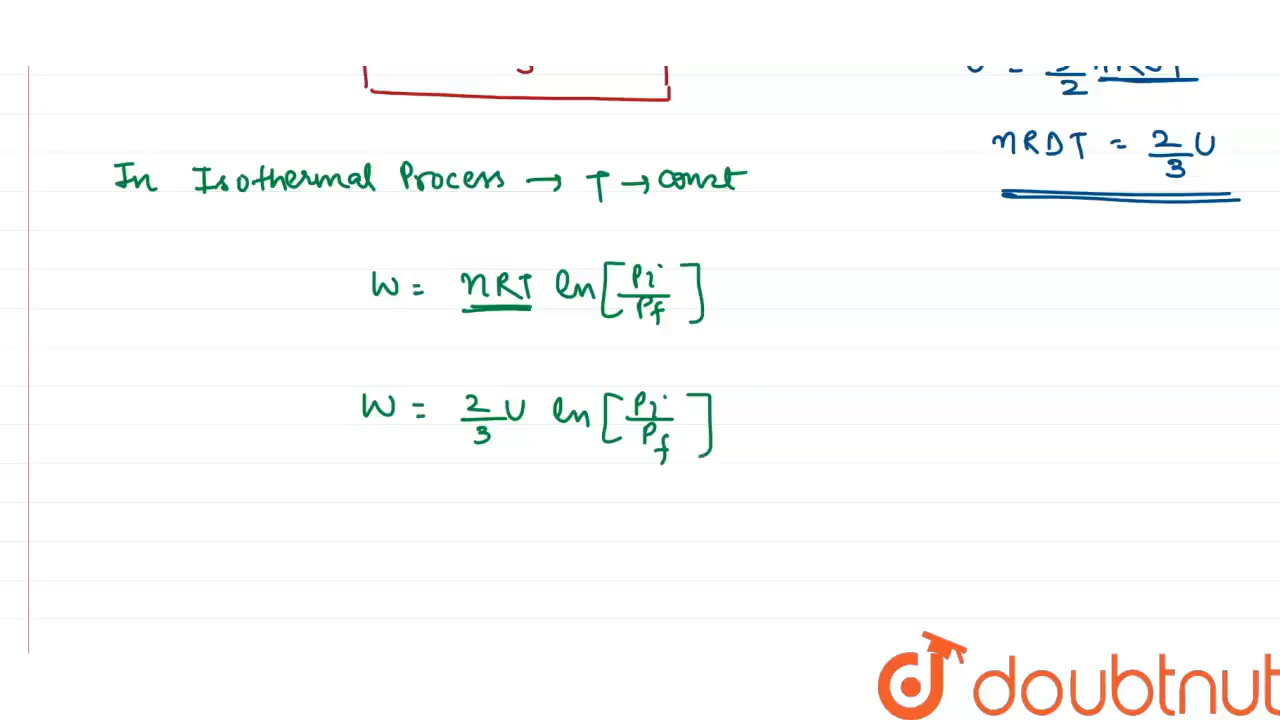 nRDT = 2/3 U
In Isothermal Process → T → const
W = nRT ln[Pi/Pf]
W = 2/3 U ln[Pi/Pf]
doubtnut